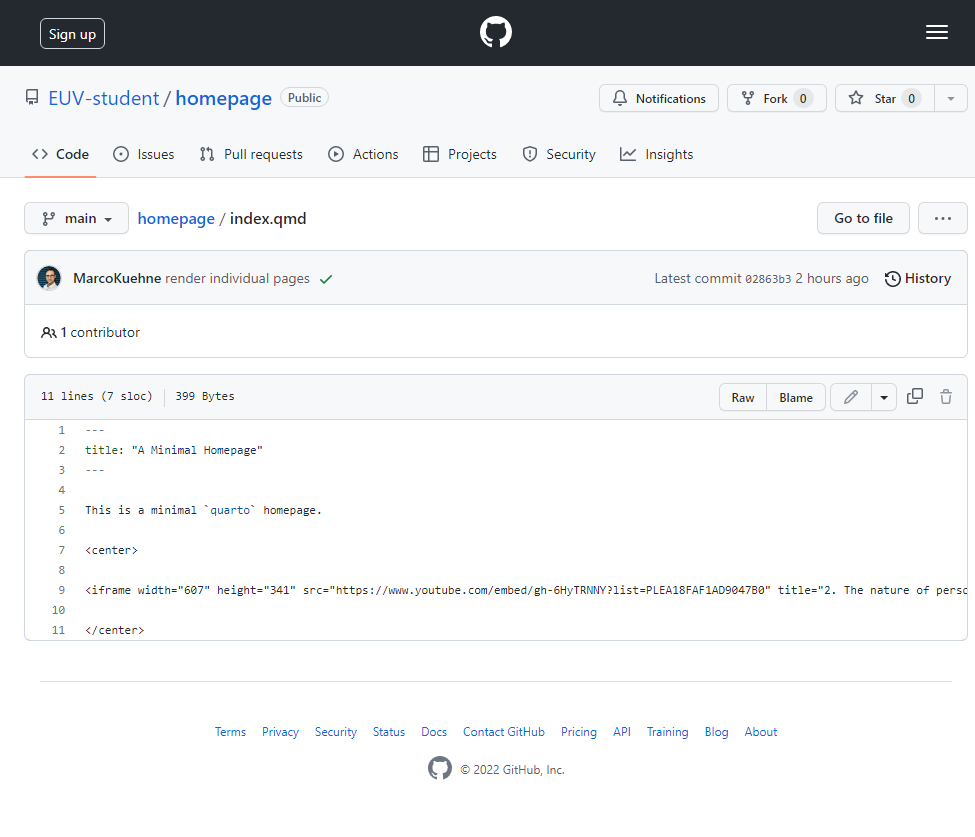 Sign up
EUV-student / homepage Public
Notifications Fork 0 Star 0
Code Issues Pull requests Actions Projects Security Insights
main homepage / index.qmd Go to file ...
MarcoKuehne render individual pages Latest commit 02863b3 2 hours ago History
1 contributor
11 lines (7 sloc) 399 Bytes Raw Blame
1 ---
2 title: "A Minimal Homepage"
3 ---
4
5 This is a minimal `quarto` homepage.
6
7 <center>
8
9 <iframe width="607" height="341" src="https://www.youtube.com/embed/gh-6HyTRNNY?list=PLEA18FAF1AD9047B0" title="2. The nature of perso
10
11 </center>
Terms Privacy Security Status Docs Contact GitHub Pricing API Training Blog About
© 2022 GitHub, Inc.